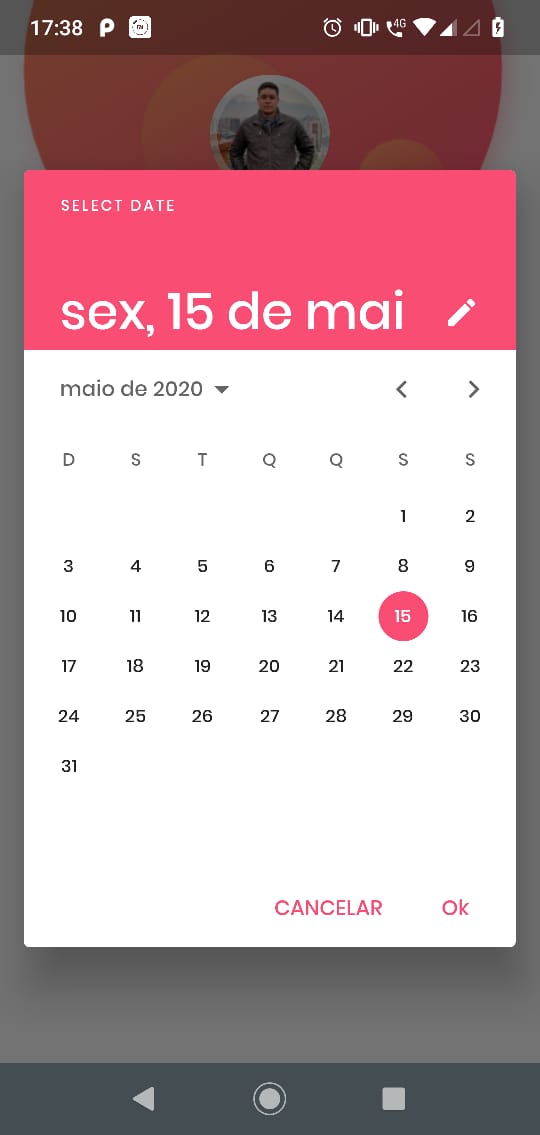 17:38
4G
SELECT DATE
sex, 15 de mai
maio de 2020
D S T Q Q S S
1 2
3 4 5 6 7 8 9
10 11 12 13 14 15 16
17 18 19 20 21 22 23
24 25 26 27 28 29 30
31
CANCELAR Ok